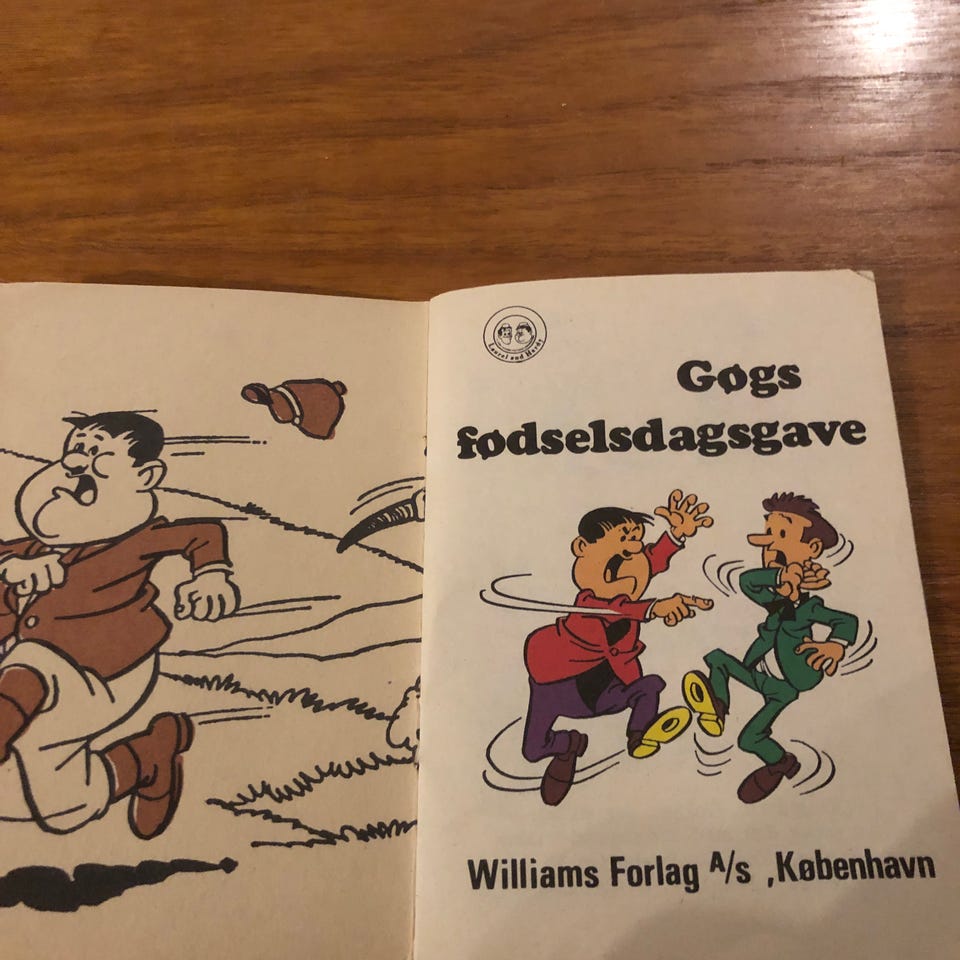 Laurel and Hardy
Gøgs
fødselsdagsgave
Williams Forlag A/s ,København